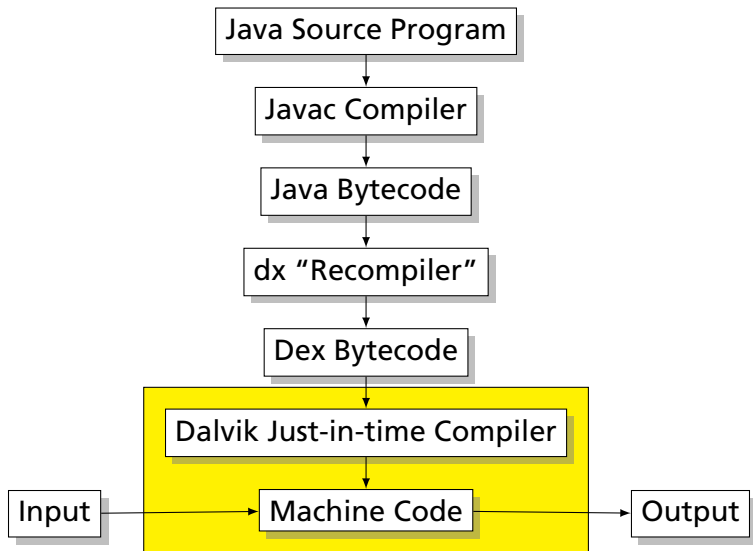 Java Source Program
Javac Compiler
Java Bytecode
dx “Recompiler”
Dex Bytecode
Dalvik Just-in-time Compiler
Input
Machine Code
Output